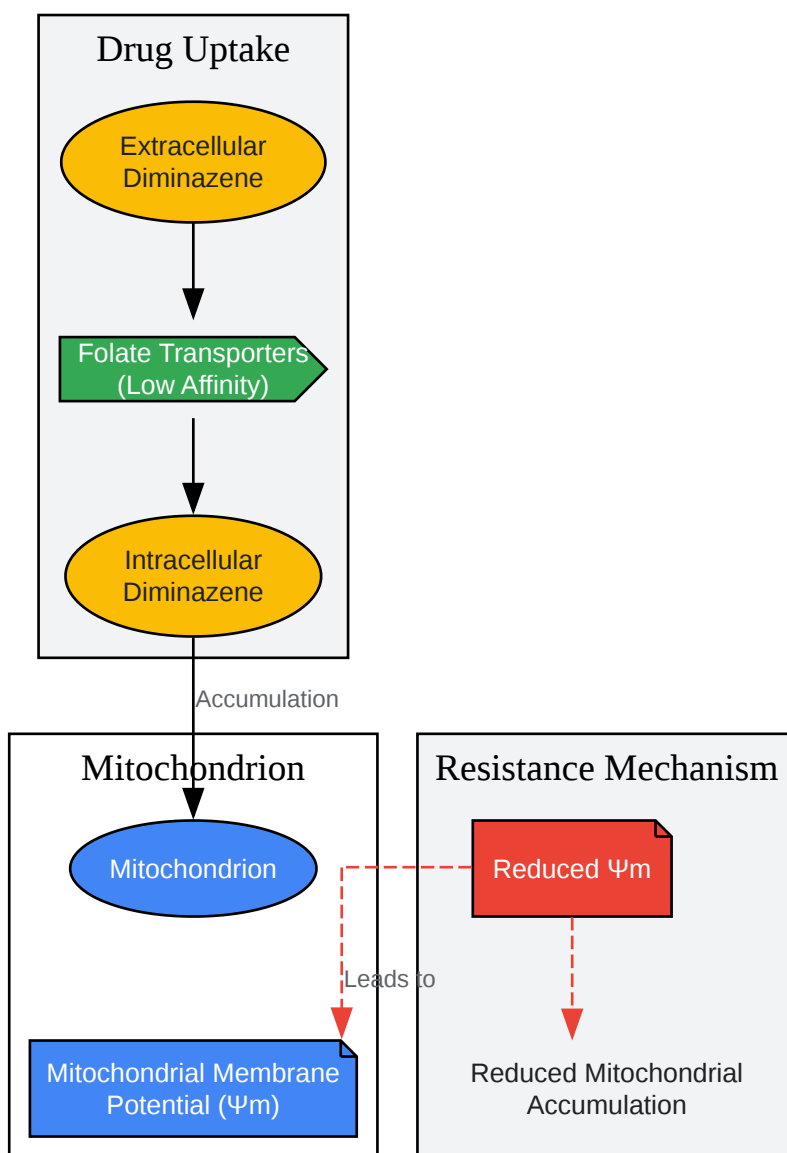 Drug Uptake
Extracellular
Diminazene
Folate Transporters
(Low Affinity)
Intracellular
Diminazene
Accumulation
Mitochondrion
Mitochondrion
Mitochondrial Membrane
Potential (Ψm)
Leads to
Resistance Mechanism
Reduced Ψm
Reduced Mitochondrial
Accumulation